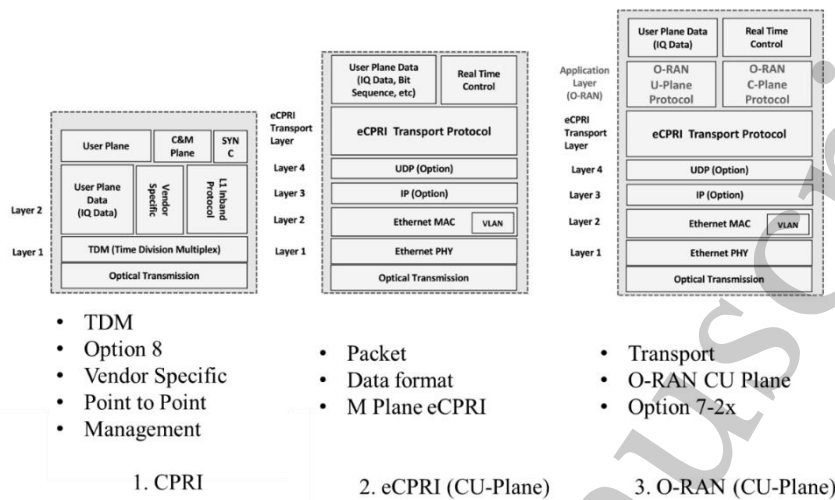 User Plane
C&M
Plane
SYN
C
User Plane
Data
(IQ Data)
Vendor
Specific
L1 Inband
Protocol
Layer 2
Layer 1
TDM (Time Division Multiplex)
Optical Transmission
• TDM
• Option 8
• Vendor Specific
• Point to Point
• Management
1. CPRI
User Plane Data
(IQ Data, Bit
Sequence, etc)
Real Time
Control
eCPRI
Transport
Layer
eCPRI Transport Protocol
Layer 4
UDP (Option)
Layer 3
IP (Option)
Layer 2
Ethernet MAC
VLAN
Layer 1
Ethernet PHY
Optical Transmission
• Packet
• Data format
• M Plane eCPRI
2. eCPRI (CU-Plane)
User Plane Data
(IQ Data)
Real Time
Control
Application
Layer
(O-RAN)
O-RAN
U-Plane
Protocol
O-RAN
C-Plane
Protocol
eCPRI
Transport
Layer
eCPRI Transport Protocol
Layer 4
UDP (Option)
Layer 3
IP (Option)
Layer 2
Ethernet MAC
VLAN
Layer 1
Ethernet PHY
Optical Transmission
• Transport
• O-RAN CU Plane
• Option 7-2x
3. O-RAN (CU-Plane)